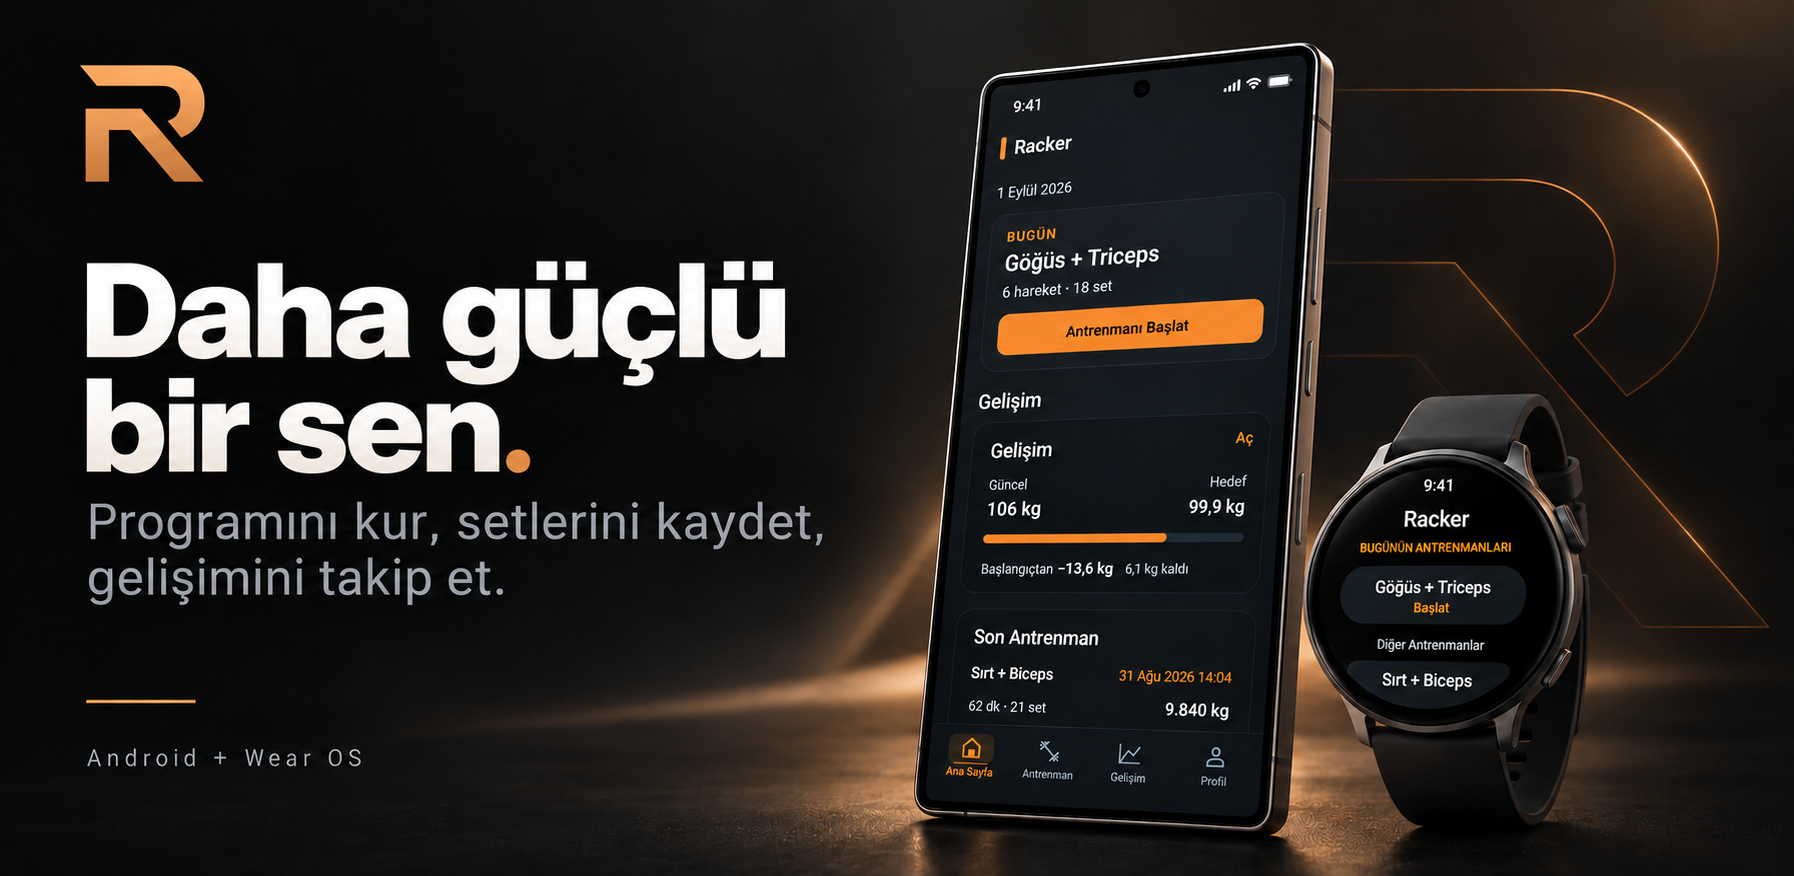 R
Daha güçlü
bir sen.
Programını kur, setlerini kaydet,
gelişimini takip et.
Android + Wear OS
9:41
Racker
1 Eylül 2026
BUGÜN
Göğüs + Triceps
6 hareket · 18 set
Antrenmanı Başlat
Gelişim
Gelişim
Aç
Güncel
Hedef
106 kg
99,9 kg
Başlangıçtan −13,6 kg 6,1 kg kaldı
Son Antrenman
Sırt + Biceps
31 Ağu 2026 14:04
62 dk · 21 set
9.840 kg
Ana Sayfa
Antrenman
Gelişim
Profil
9:41
Racker
BUGÜNÜN ANTRENMANLARI
Göğüs + Triceps
Başlat
Diğer Antrenmanlar
Sırt + Biceps